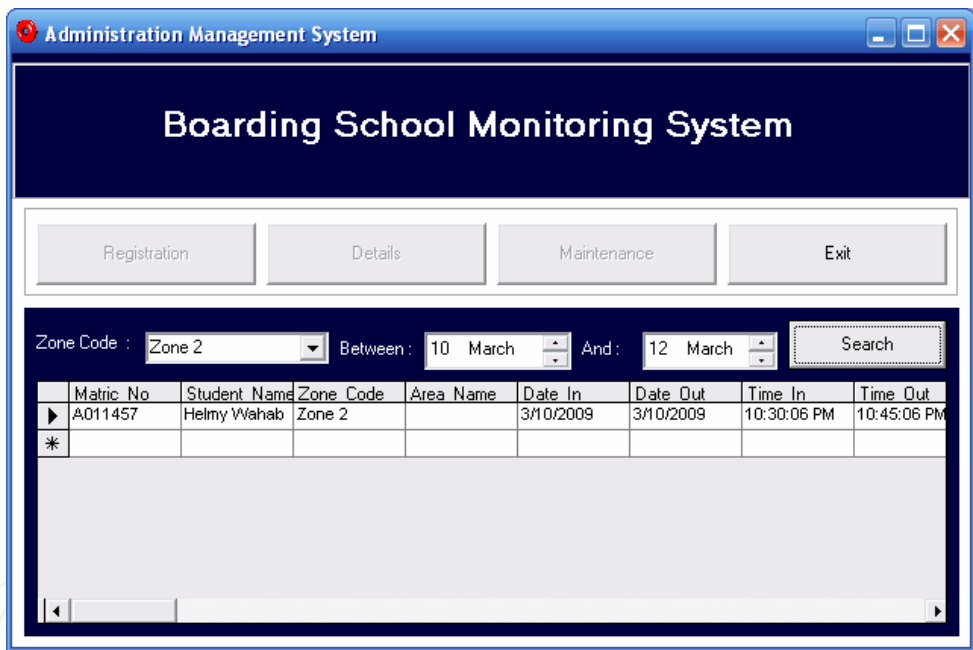 Administration Management System
Boarding School Monitoring System
Registration Details Maintenance Exit
Zone Code : Zone 2 Between : 10 March And : 12 March Search
Matric No Student Name Zone Code Area Name Date In Date Out Time In Time Out
A011457 Helmy Wahab Zone 2 3/10/2009 3/10/2009 10:30:06 PM 10:45:06 PM